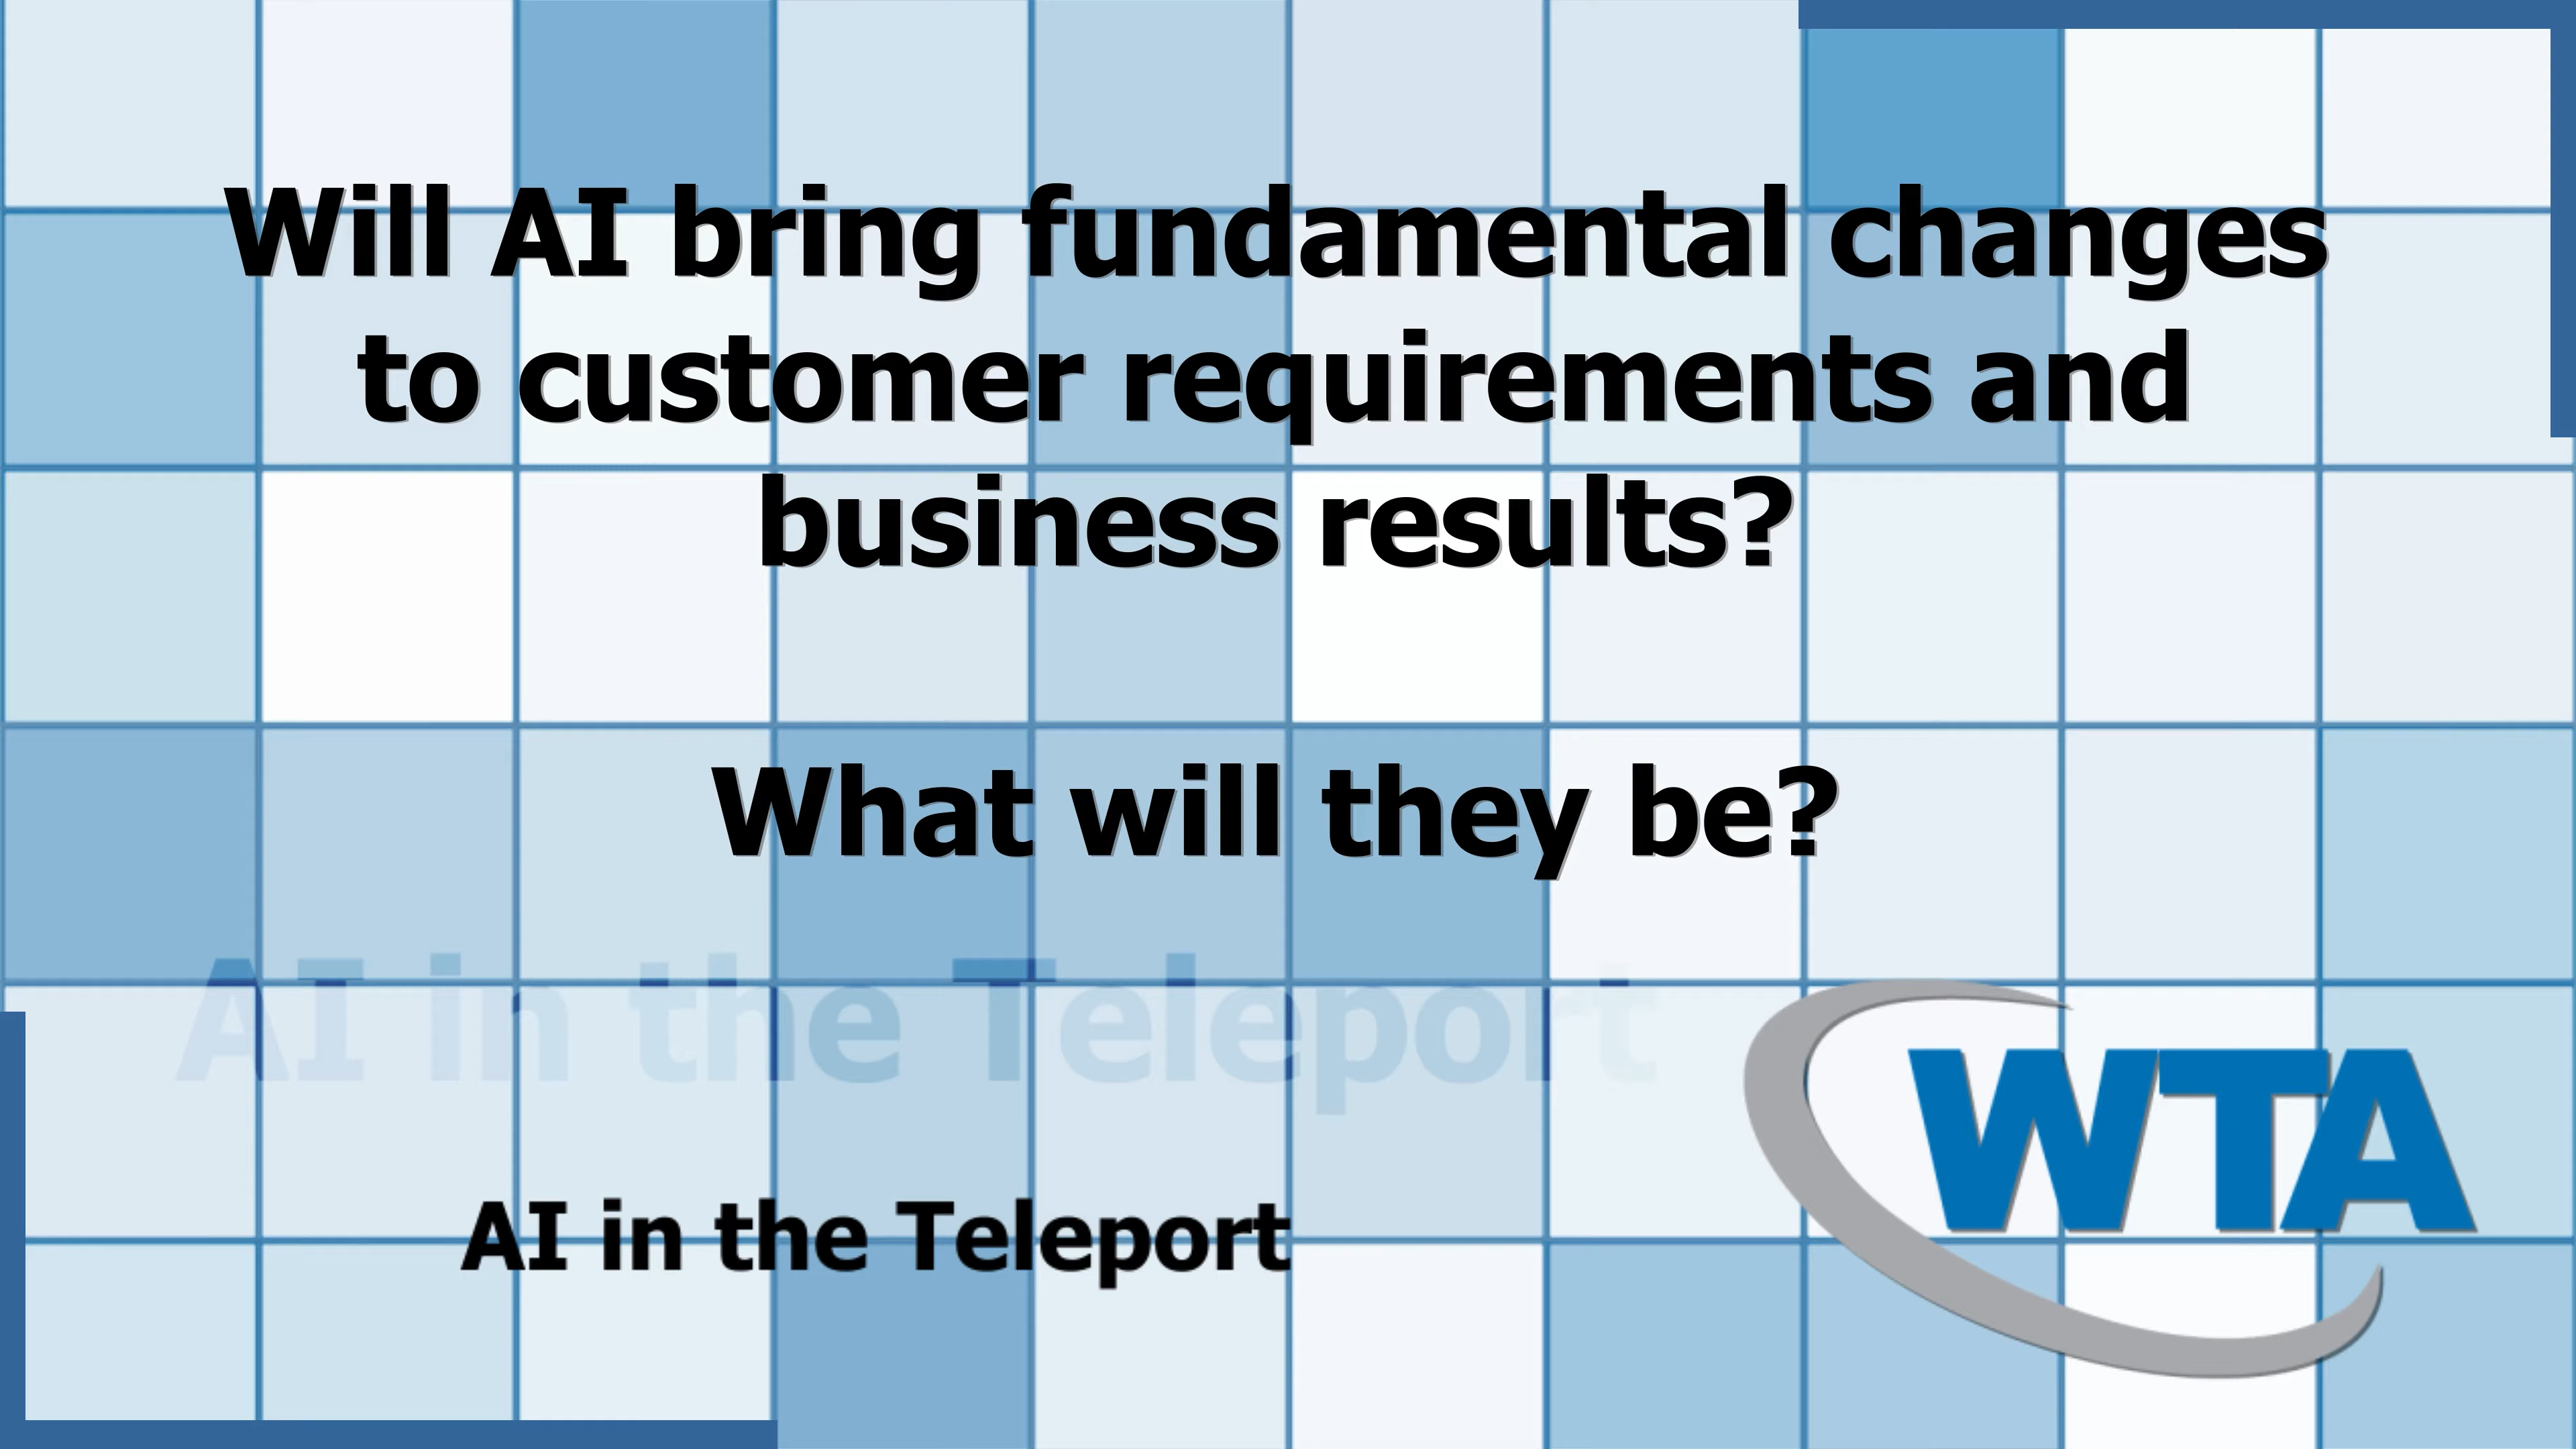 Will AI bring fundamental changes
to customer requirements and
business results?
What will they be?
AI in the Teleport
AI in the Teleport
WTA